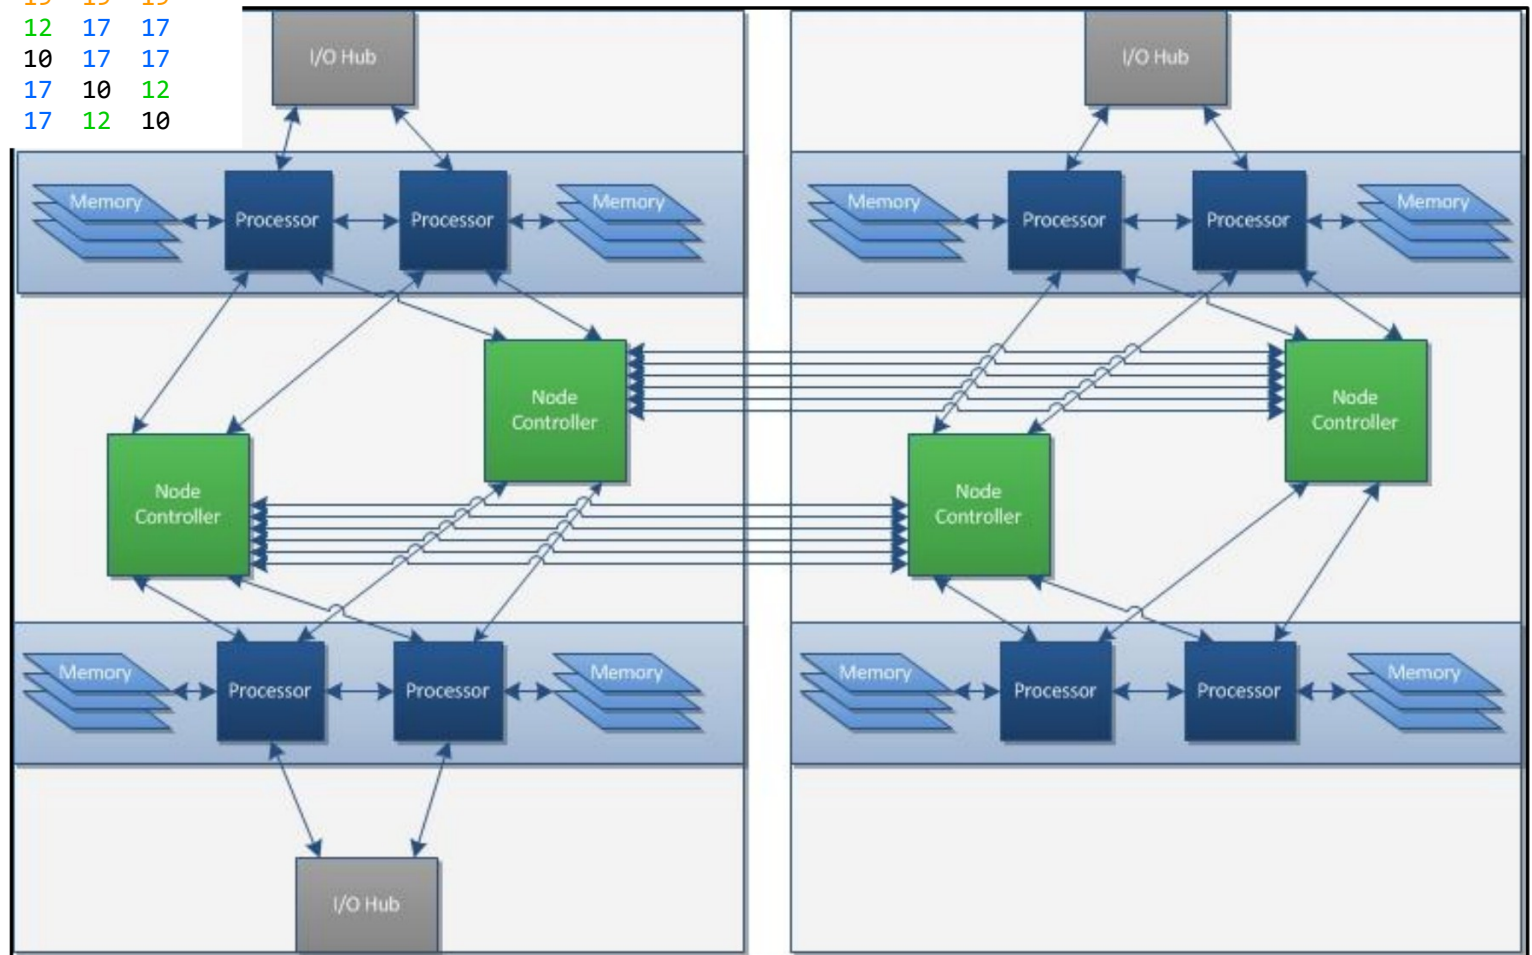 12 17 17
10 17 17
17 10 12
17 12 10
I/O Hub
I/O Hub
Memory
Processor
Processor
Memory
Memory
Processor
Processor
Memory
Node
Controller
Node
Controller
Node
Controller
Node
Controller
Memory
Processor
Processor
Memory
Memory
Processor
Processor
Memory
I/O Hub